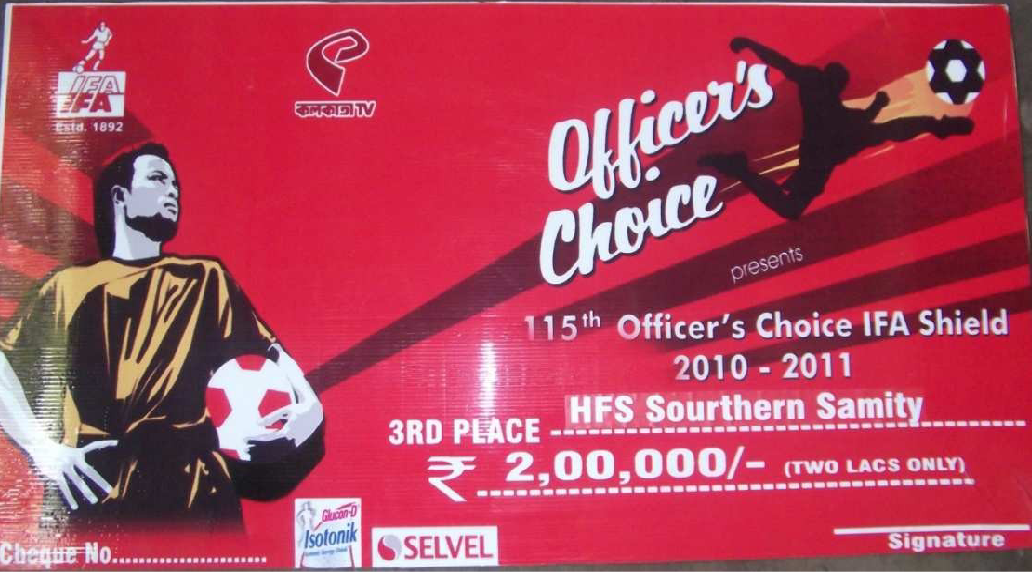 IFA
Estd. 1892
কলকাতা TV
Officer's
Choice
presents
115th Officer's Choice IFA Shield
2010 - 2011
HFS Sourthern Samity
3RD PLACE
₹ 2,00,000/- (TWO LACS ONLY)
Glucon-D
Isotonik
SELVEL
Signature
Cheque No.